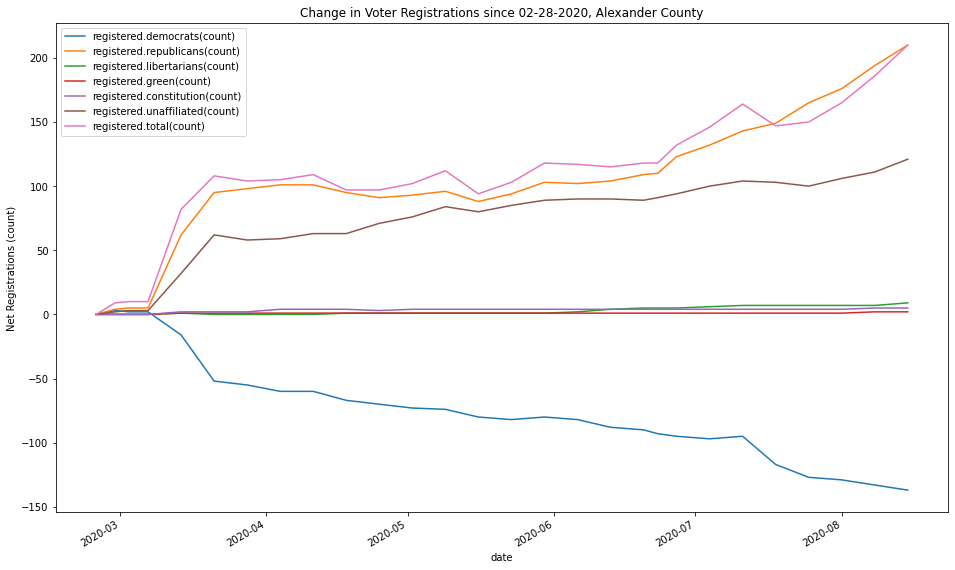 Change in Voter Registrations since 02-28-2020, Alexander County
registered.democrats(count)
registered.republicans(count)
registered.libertarians(count)
registered.green(count)
registered.constitution(count)
registered.unaffiliated(count)
registered.total(count)
Net Registrations (count)
200
150
100
50
0
−50
−100
−150
2020-03
2020-04
2020-05
2020-06
2020-07
2020-08
date